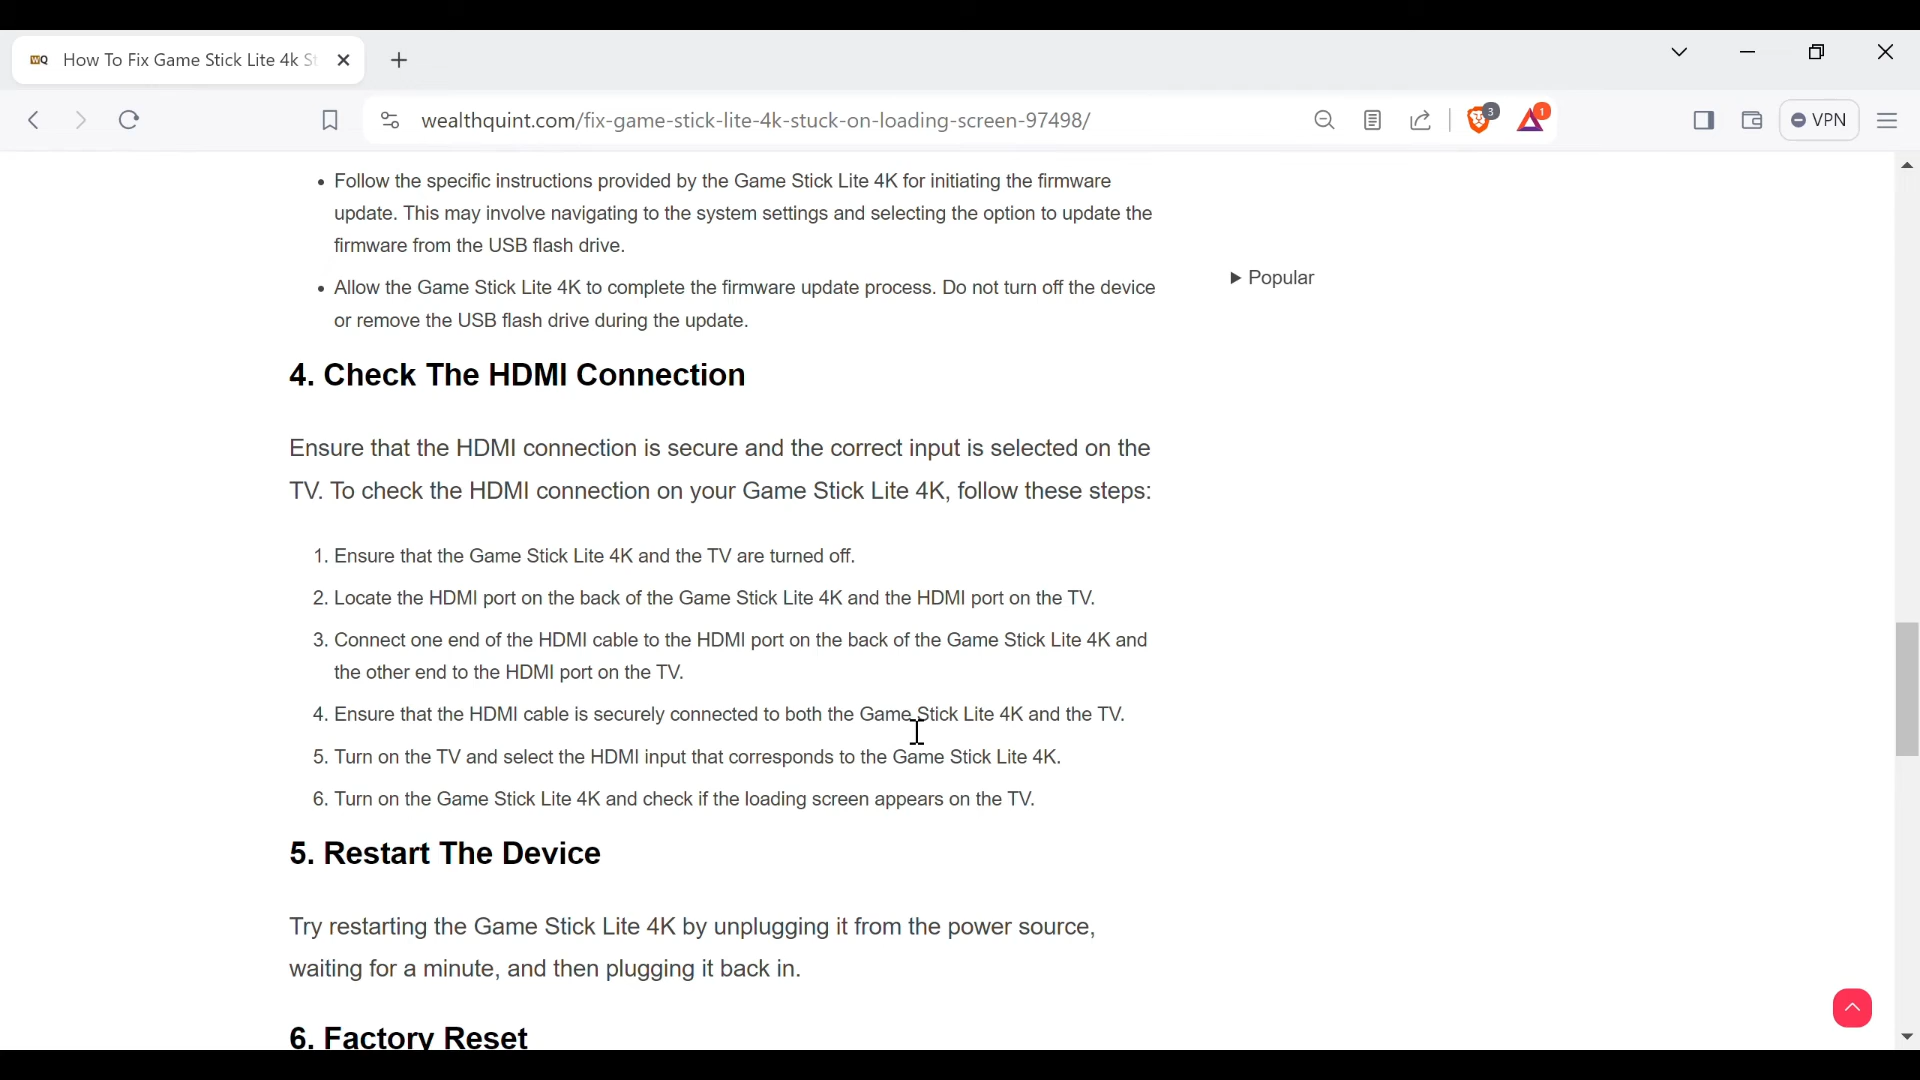 WQ How To Fix Game Stick Lite 4k St
wealthquint.com/fix-game-stick-lite-4k-stuck-on-loading-screen-97498/
3
1
VPN
• Follow the specific instructions provided by the Game Stick Lite 4K for initiating the firmware
update. This may involve navigating to the system settings and selecting the option to update the
firmware from the USB flash drive.
• Allow the Game Stick Lite 4K to complete the firmware update process. Do not turn off the device
or remove the USB flash drive during the update.
▶ Popular
4. Check The HDMI Connection
Ensure that the HDMI connection is secure and the correct input is selected on the
TV. To check the HDMI connection on your Game Stick Lite 4K, follow these steps:
1. Ensure that the Game Stick Lite 4K and the TV are turned off.
2. Locate the HDMI port on the back of the Game Stick Lite 4K and the HDMI port on the TV.
3. Connect one end of the HDMI cable to the HDMI port on the back of the Game Stick Lite 4K and
the other end to the HDMI port on the TV.
4. Ensure that the HDMI cable is securely connected to both the Game Stick Lite 4K and the TV.
5. Turn on the TV and select the HDMI input that corresponds to the Game Stick Lite 4K.
6. Turn on the Game Stick Lite 4K and check if the loading screen appears on the TV.
5. Restart The Device
Try restarting the Game Stick Lite 4K by unplugging it from the power source,
waiting for a minute, and then plugging it back in.
6. Factory Reset